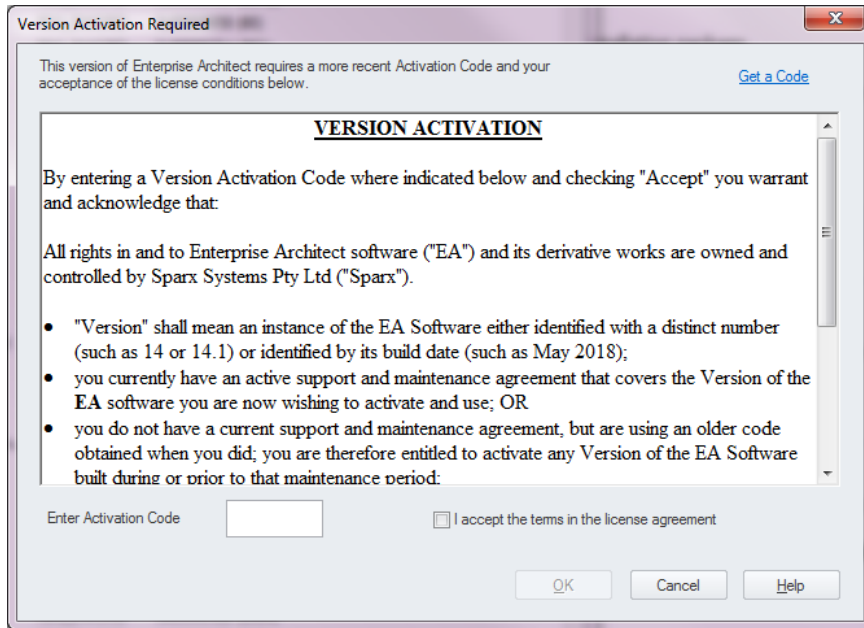 Version Activation Required
This version of Enterprise Architect requires a more recent Activation Code and your
acceptance of the license conditions below.
Get a Code
VERSION ACTIVATION
By entering a Version Activation Code where indicated below and checking "Accept" you warrant
and acknowledge that:
All rights in and to Enterprise Architect software ("EA") and its derivative works are owned and
controlled by Sparx Systems Pty Ltd ("Sparx").
• "Version" shall mean an instance of the EA Software either identified with a distinct number
(such as 14 or 14.1) or identified by its build date (such as May 2018);
• you currently have an active support and maintenance agreement that covers the Version of the
EA software you are now wishing to activate and use; OR
• you do not have a current support and maintenance agreement, but are using an older code
obtained when you did; you are therefore entitled to activate any Version of the EA Software
built during or prior to that maintenance period;
Enter Activation Code
I accept the terms in the license agreement
OK
Cancel
Help